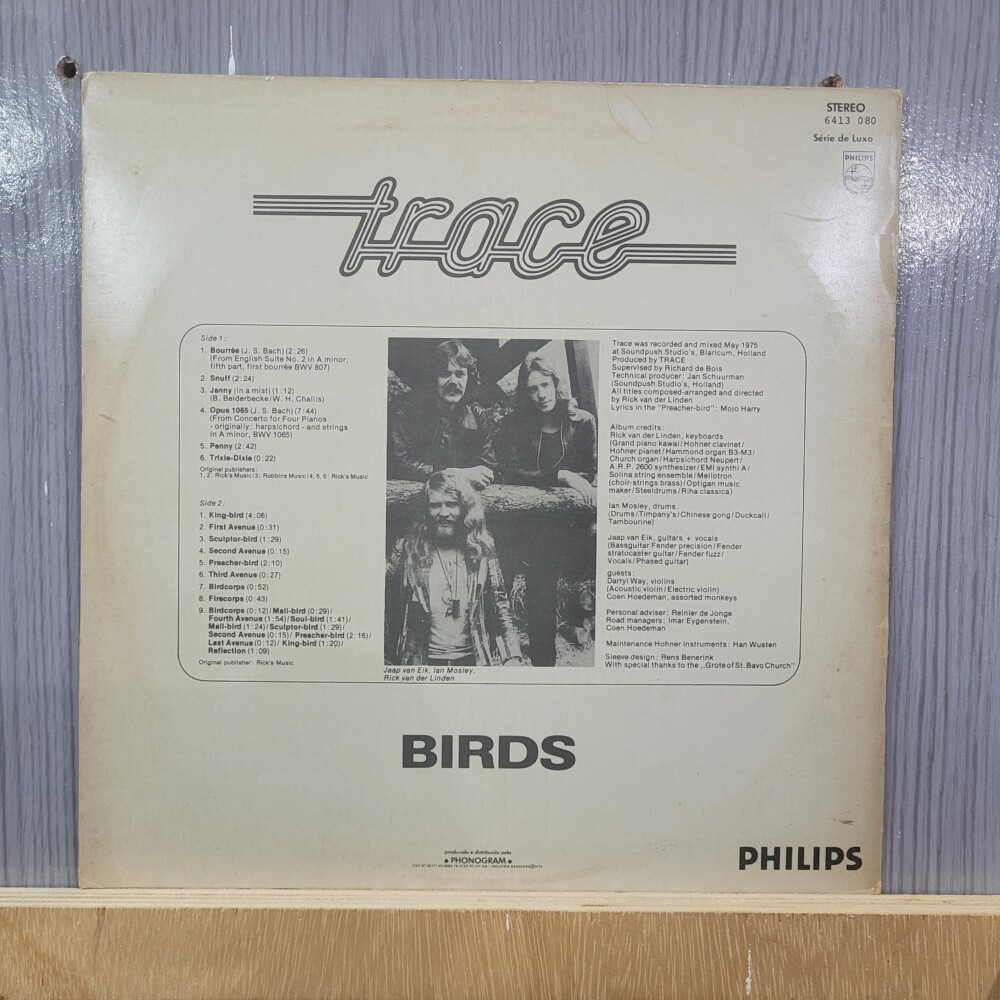 STEREO
6413 080
Série de Luxo
PHILIPS
trace
Side 1:
1. Bourrée (J. S. Bach) (2:26)
(From English Suite No. 2 in A minor,
fifth part, first bourrée BWV 807)
2. Snuff (2:24)
3. Janny (In a mist) (1:12)
(B. Beiderbecke/W. H. Challis)
4. Opus 1065 (J. S. Bach) (7:44)
(From Concerto for Four Pianos
- originally: harpsichord - and strings
in A minor, BWV 1065)
5. Penny (2:42)
6. Trixie-Dixie (0:22)
Original publishers:
1, 2: Rick's Music/3: Robbins Music/4, 5, 6: Rick's Music
Side 2:
1. King-bird (4:06)
2. First Avenue (0:31)
3. Sculptor-bird (1:29)
4. Second Avenue (0:15)
5. Preacher-bird (2:10)
6. Third Avenue (0:27)
7. Birdcorps (0:52)
8. Firecorps (0:43)
9. Birdcorps (0:12)/Mail-bird (0:29)/
Fourth Avenue (1:54)/Soul-bird (1:41)/
Mail-bird (1:24)/Sculptor-bird (1:29)/
Second Avenue (0:15)/Preacher-bird (2:16)/
Last Avenue (0:12)/King-bird (1:20)/
Reflection (1:09)
Original publisher: Rick's Music
Jaap van Eik, Ian Mosley,
Rick van der Linden
Trace was recorded and mixed May 1975
at Soundpush Studio's, Blaricum, Holland
Produced by TRACE
Supervised by Richard de Bois
Technical producer: Jan Schuurman
(Soundpush Studio's, Holland)
All titles composed-arranged and directed
by Rick van der Linden
Lyrics in the "Preacher-bird": Mojo Harry
Album credits:
Rick van der Linden, keyboards
(Grand piano kawai/Hohner clavinet/
Hohner pianet/Hammond organ B3-M3/
Church organ/Harpsichord Neupert/
A.R.P. 2600 synthesizer/EMI synthi A/
Solina string ensemble/Mellotron
(choir-strings brass)/Optigan music
maker/Steeldrums/Riha classica)
Ian Mosley, drums
(Drums/Timpany's/Chinese gong/Duckcall/
Tambourine)
Jaap van Eik, guitars + vocals
(Bassguitar Fender precision/Fender
stratocaster guitar/Fender fuzz/
Vocals/Phased guitar)
guests:
Darryl Way, violins
(Acoustic violin/Electric violin)
Coen Hoedeman, assorted monkeys
Personal adviser: Reinier de Jonge
Road managers: Imar Eygenstein,
Coen Hoedeman
Maintenance Hohner instruments: Han Wusten
Sleeve design: Rens Benerink
With special thanks to the „Grote of St. Bavo Church"
BIRDS
produzido e distribuído pela
• PHONOGRAM •
PHILIPS